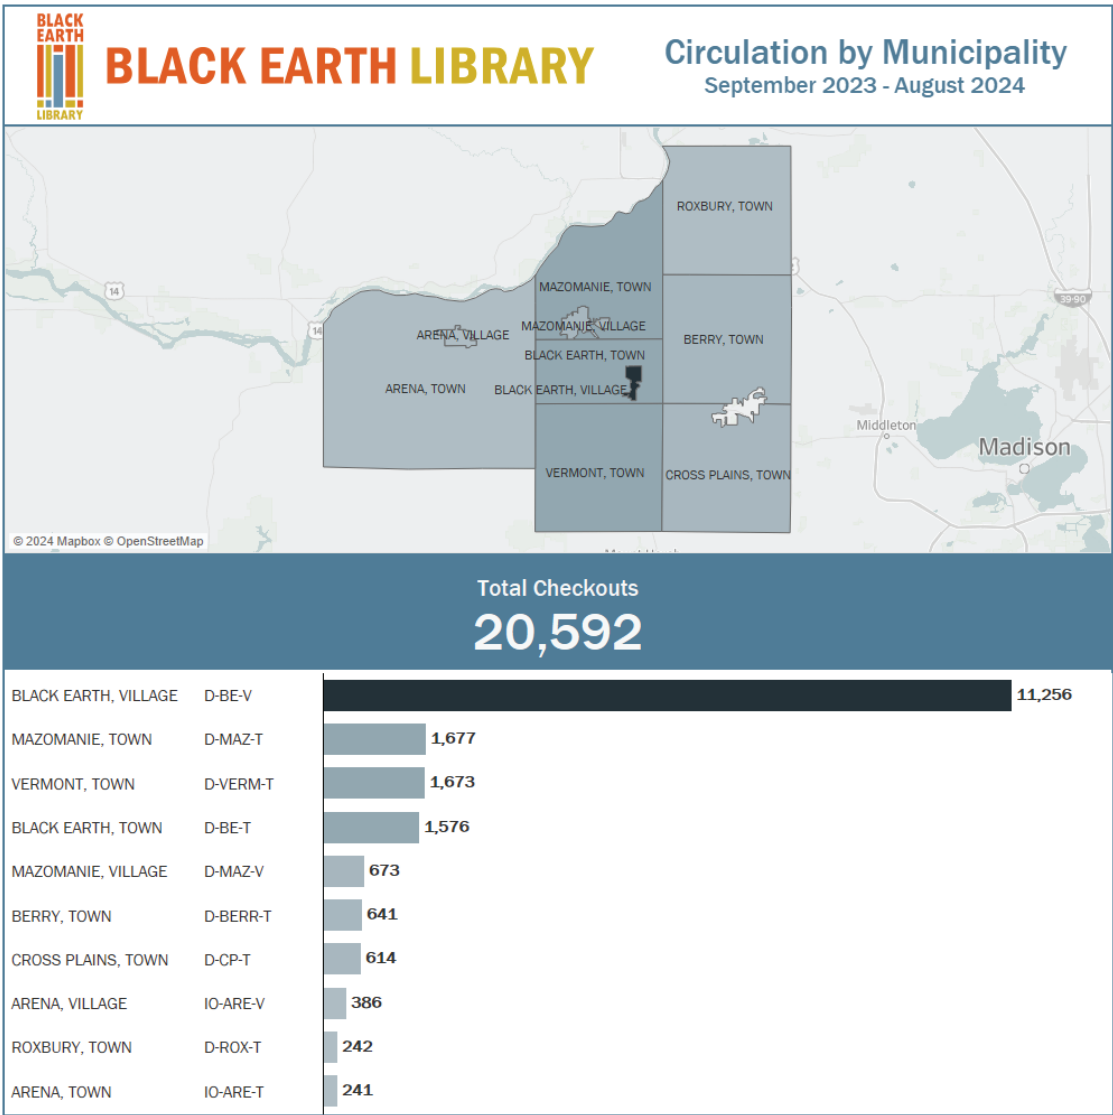 BLACK
EARTH
LIBRARY
BLACK EARTH LIBRARY
Circulation by Municipality
September 2023 - August 2024
ROXBURY, TOWN
14
MAZOMANIE, TOWN
39-90
14
ARENA, VILLAGE
MAZOMANIE, VILLAGE
BERRY, TOWN
BLACK EARTH, TOWN
ARENA, TOWN
BLACK EARTH, VILLAGE
Middleton
Madison
VERMONT, TOWN
CROSS PLAINS, TOWN
© 2024 Mapbox © OpenStreetMap
Total Checkouts
20,592
BLACK EARTH, VILLAGE D-BE-V 11,256
MAZOMANIE, TOWN D-MAZ-T 1,677
VERMONT, TOWN D-VERM-T 1,673
BLACK EARTH, TOWN D-BE-T 1,576
MAZOMANIE, VILLAGE D-MAZ-V 673
BERRY, TOWN D-BERR-T 641
CROSS PLAINS, TOWN D-CP-T 614
ARENA, VILLAGE IO-ARE-V 386
ROXBURY, TOWN D-ROX-T 242
ARENA, TOWN IO-ARE-T 241